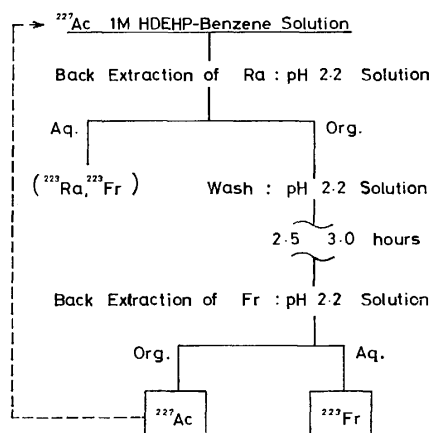 ²²⁷Ac 1M HDEHP-Benzene Solution
Back Extraction of Ra : pH 2·2 Solution
Aq. Org.
(²²³Ra, ²²³Fr)
Wash : pH 2·2 Solution
2·5 3·0 hours
Back Extraction of Fr : pH 2·2 Solution
Org. Aq.
²²⁷Ac ²²³Fr